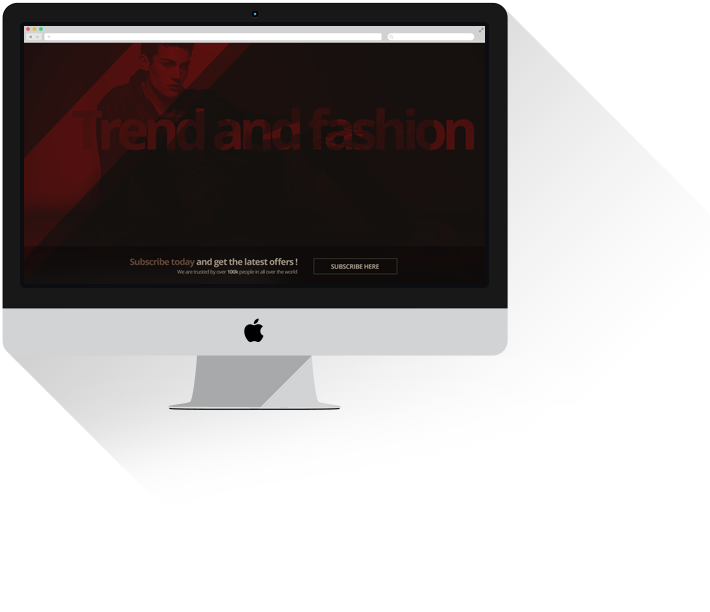 Trend and fashion
Subscribe today and get the latest offers !
We are trusted by over 100k people in all over the world
SUBSCRIBE HERE